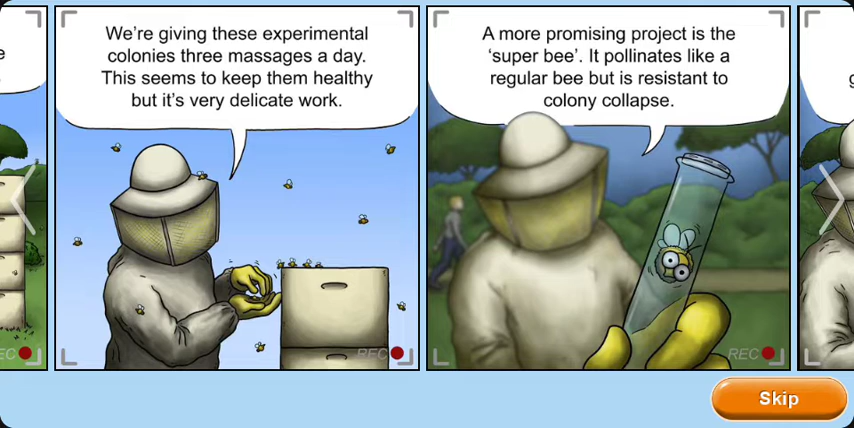 e
We're giving these experimental
colonies three massages a day.
This seems to keep them healthy
but it's very delicate work.
A more promising project is the
'super bee'. It pollinates like a
regular bee but is resistant to
colony collapse.
g
EC
REC
REC
Skip